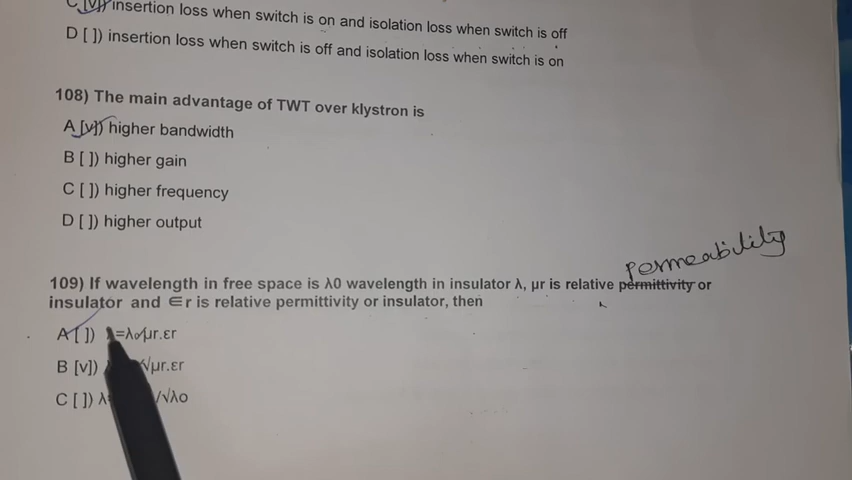 C [v]) insertion loss when switch is on and isolation loss when switch is off
D [ ]) insertion loss when switch is off and isolation loss when switch is on
108) The main advantage of TWT over klystron is
A [v]) higher bandwidth
B [ ]) higher gain
C [ ]) higher frequency
D [ ]) higher output
permeability
109) If wavelength in free space is λ0 wavelength in insulator λ, μr is relative permittivity or
insulator and ∈r is relative permittivity or insulator, then
A [ ]) λ=λ०/μr.εr
B [v]) √μr.εr
C [ ]) λ /√λo